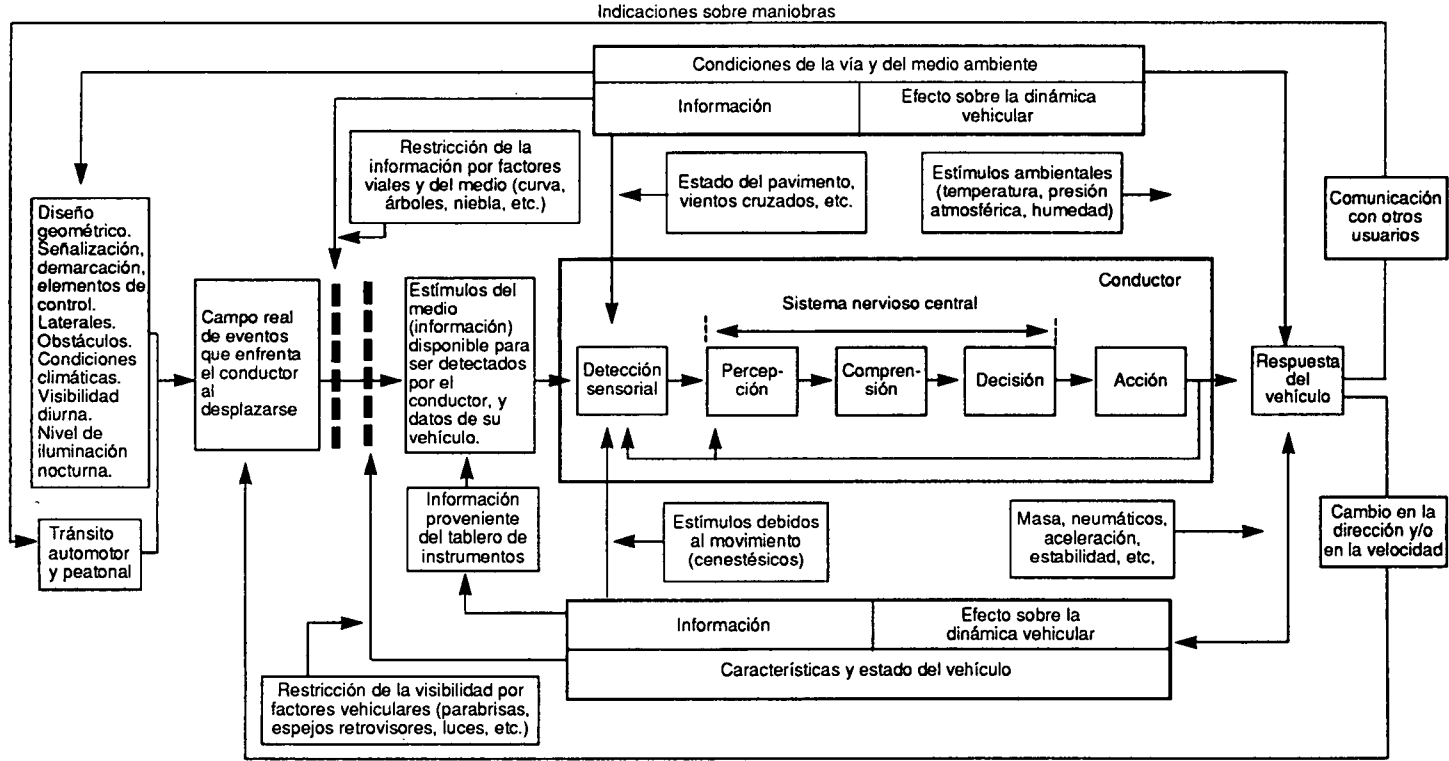 Indicaciones sobre maniobras
Condiciones de la vía y del medio ambiente
Información
Efecto sobre la dinámica
vehicular
Restricción de la
información por factores
viales y del medio (curva,
árboles, niebla, etc.)
Estado del pavimento,
vientos cruzados, etc.
Estímulos ambientales
(temperatura, presión
atmosférica, humedad)
Comunicación
con otros
usuarios
Diseño
geométrico.
Señalización,
demarcación,
elementos de
control.
Laterales.
Obstáculos.
Condiciones
climáticas.
Visibilidad
diurna.
Nivel de
iluminación
nocturna.
Campo real
de eventos
que enfrenta
el conductor
al
desplazarse
Estímulos del
medio
(información)
disponible para
ser detectados
por el
conductor, y
datos de su
vehículo.
Conductor
Sistema nervioso central
Detección
sensorial
Percep-
ción
Compren-
sión
Decisión
Acción
Respuesta
del
vehículo
Tránsito
automotor
y peatonal
Información
proveniente
del tablero de
instrumentos
Estímulos debidos
al movimiento
(cenestésicos)
Masa, neumáticos,
aceleración,
estabilidad, etc,
Cambio en la
dirección y/o
en la velocidad
Información
Efecto sobre la
dinámica vehicular
Características y estado del vehículo
Restricción de la visibilidad por
factores vehiculares (parabrisas,
espejos retrovisores, luces, etc.)